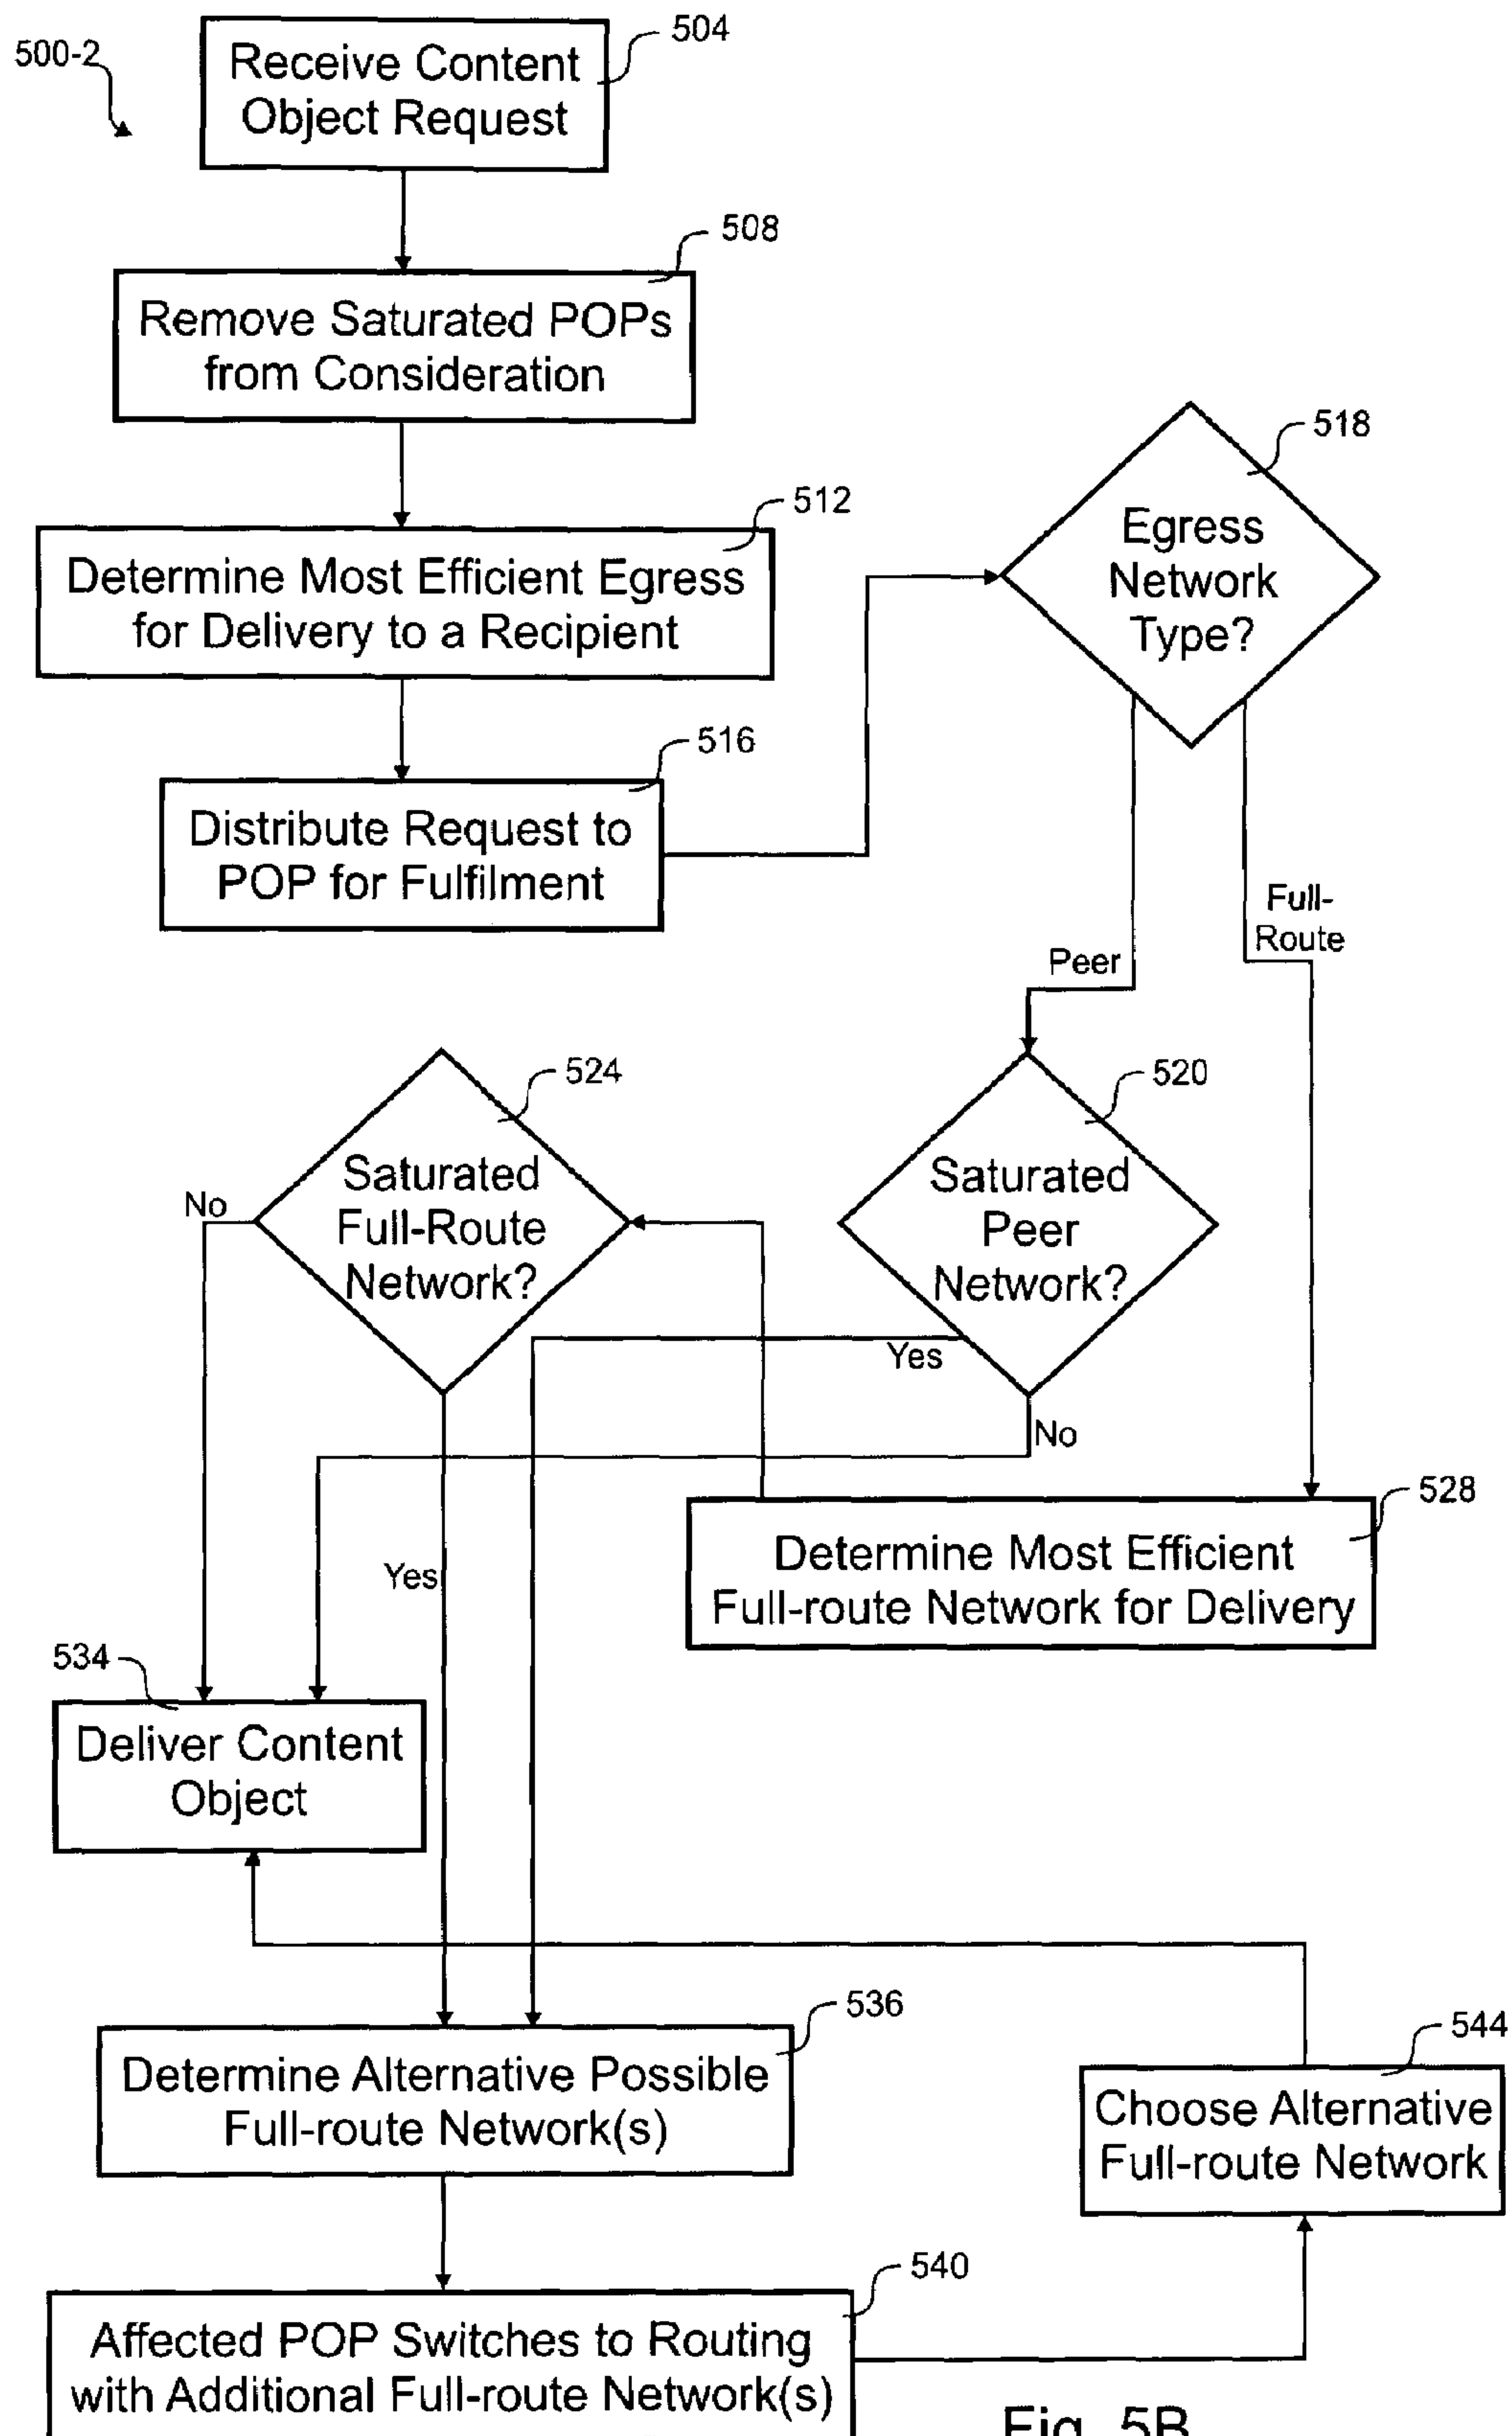 500-2
504
Receive Content
Object Request
508
Remove Saturated POPs
from Consideration
512
Determine Most Efficient Egress
for Delivery to a Recipient
516
Distribute Request to
POP for Fulfilment
518
Egress
Network
Type?
Peer
Full-
Route
520
Saturated
Peer
Network?
Yes
No
524
Saturated
Full-Route
Network?
No
Yes
528
Determine Most Efficient
Full-route Network for Delivery
534
Deliver Content
Object
536
Determine Alternative Possible
Full-route Network(s)
540
Affected POP Switches to Routing
with Additional Full-route Network(s)
544
Choose Alternative
Full-route Network
Fig. 5B